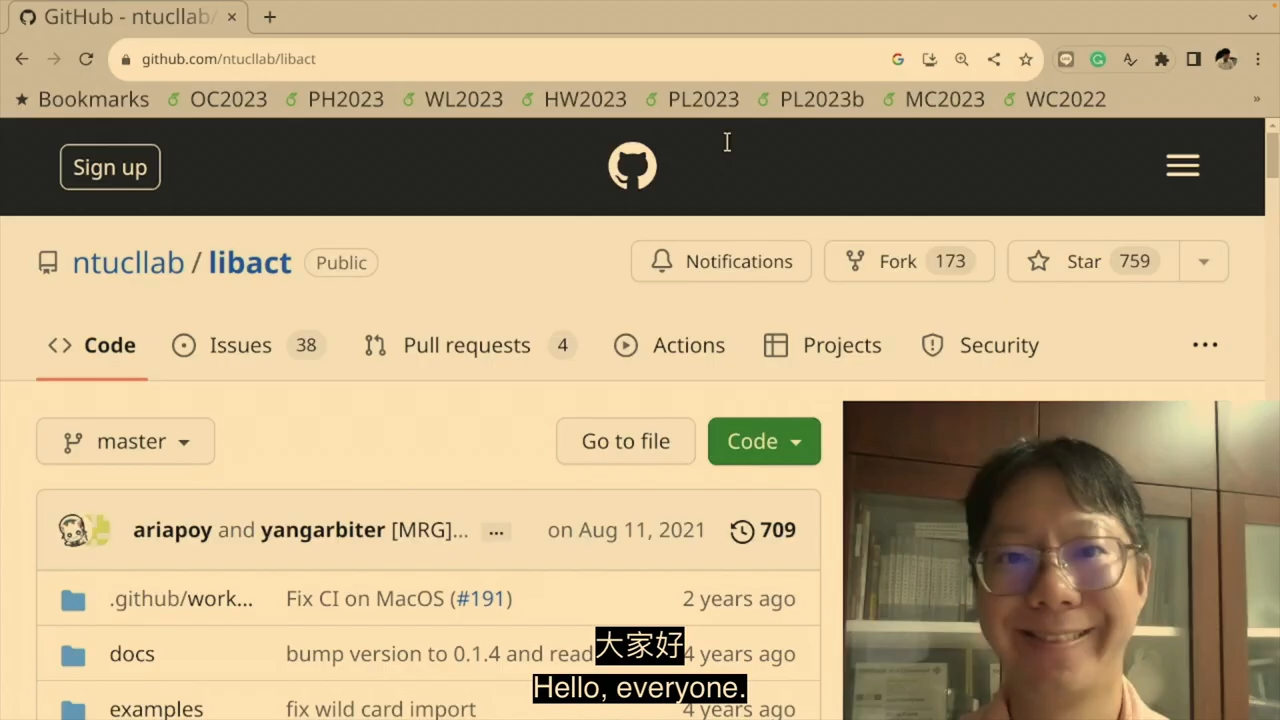 GitHub - ntucllab/
github.com/ntucllab/libact
Bookmarks OC2023 PH2023 WL2023 HW2023 PL2023 PL2023b MC2023 WC2022 »
Sign up
ntucllab / libact Public Notifications Fork 173 Star 759
<> Code Issues 38 Pull requests 4 Actions Projects Security ...
master Go to file Code
ariapoy and yangarbiter [MRG]... ... on Aug 11, 2021 709
.github/work... Fix CI on MacOS (#191) 2 years ago
docs bump version to 0.1.4 and read 4 years ago
examples fix wild card import 4 years ago
大家好
Hello, everyone.